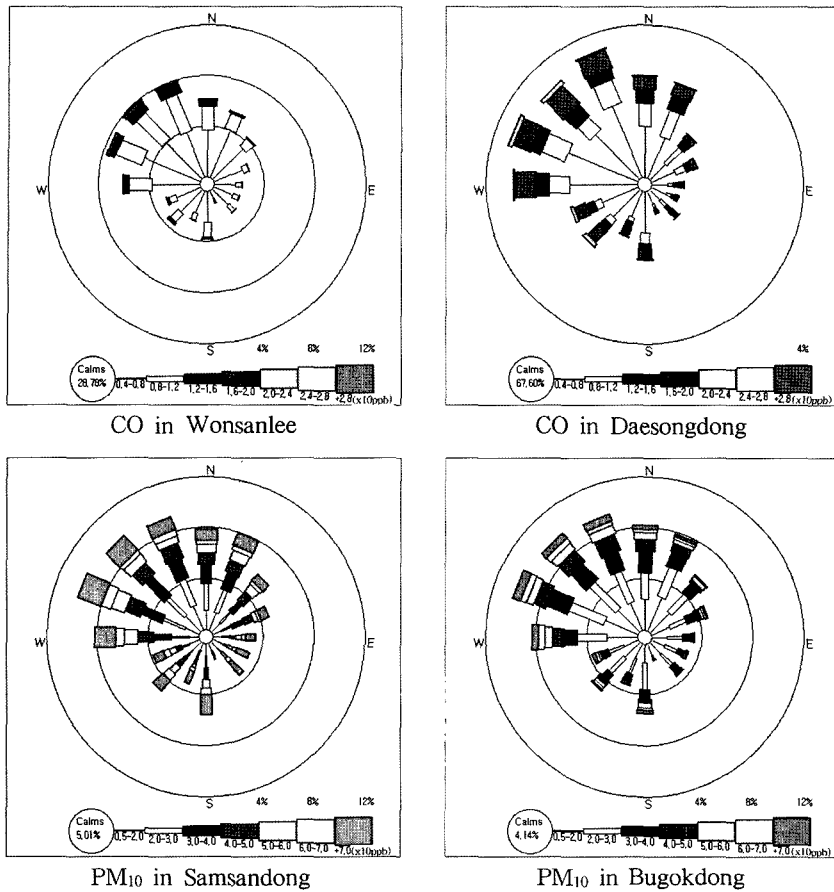 N
W
E
S
4% 8% 12%
Calms
28,78%
0,4-0,8 0,8-1,2 1,2-1,6 1,6-2,0 2,0-2,4 2,4-2,8 +2,8(x10ppb)
CO in Wonsanlee
N
W
E
S
4%
Calms
67,60%
0,4-0,8 0,8-1,2 1,2-1,6 1,6-2,0 2,0-2,4 2,4-2,8 +2,8(x10ppb)
CO in Daesongdong
N
W
E
S
4% 8% 12%
Calms
5,01%
0,5-2,0 2,0-3,0 3,0-4,0 4,0-5,0 5,0-6,0 6,0-7,0 +7,0(x10ppb)
PM₁₀ in Samsandong
N
W
E
S
4% 8% 12%
Calms
4,14%
0,5-2,0 2,0-3,0 3,0-4,0 4,0-5,0 5,0-6,0 6,0-7,0 +7,0(x10ppb)
PM₁₀ in Bugokdong